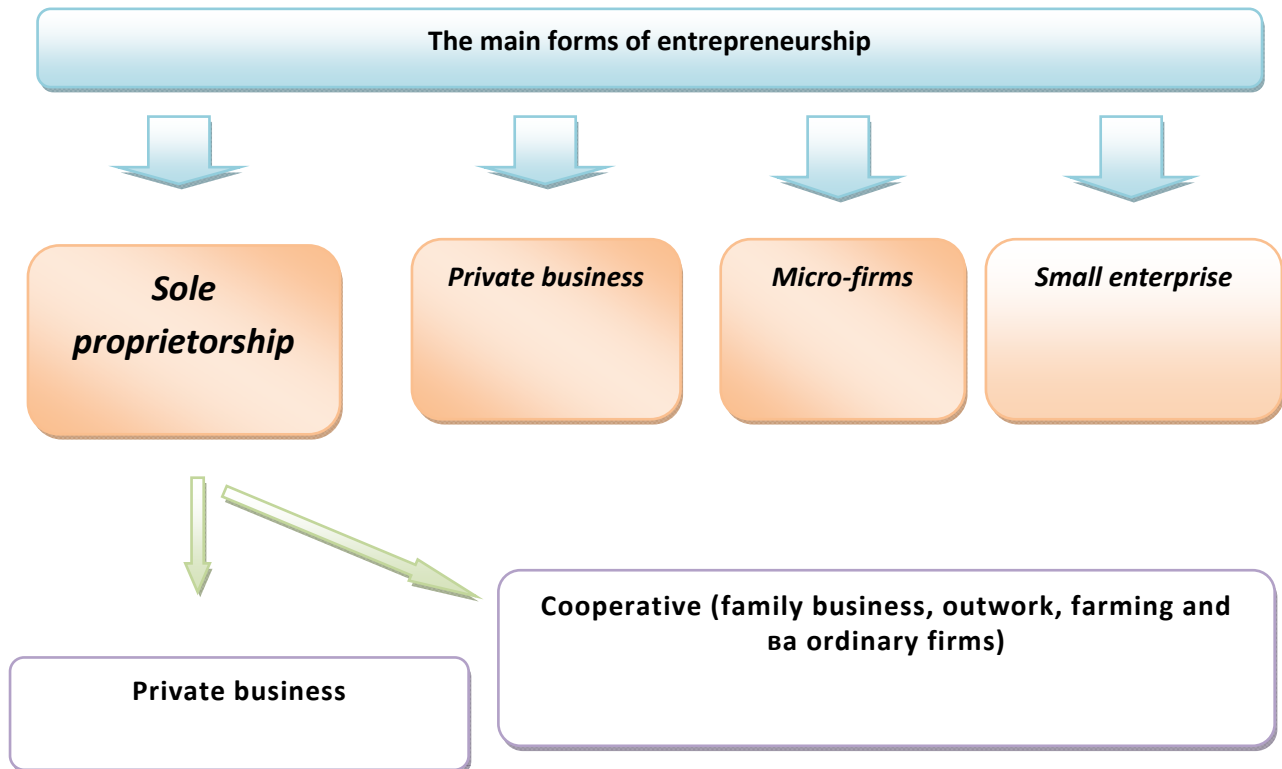 The main forms of entrepreneurship
Sole
proprietorship
Private business
Micro-firms
Small enterprise
Cooperative (family business, outwork, farming and
ва ordinary firms)
Private business